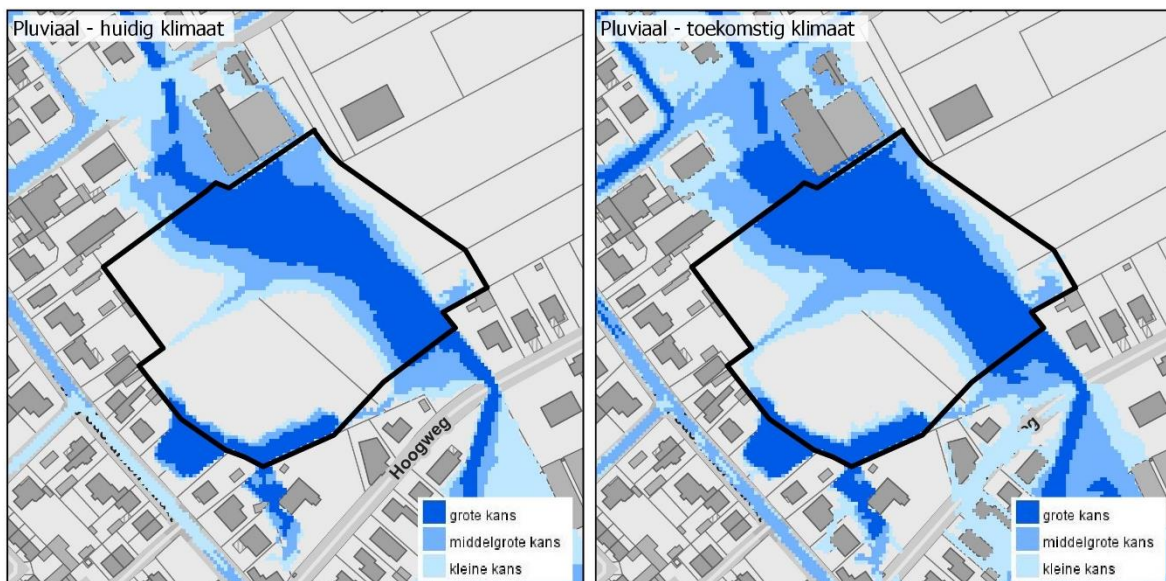 Pluviaal - huidig klimaat
Hoogweg
grote kans
middelgrote kans
kleine kans
Pluviaal - toekomstig klimaat
grote kans
middelgrote kans
kleine kans